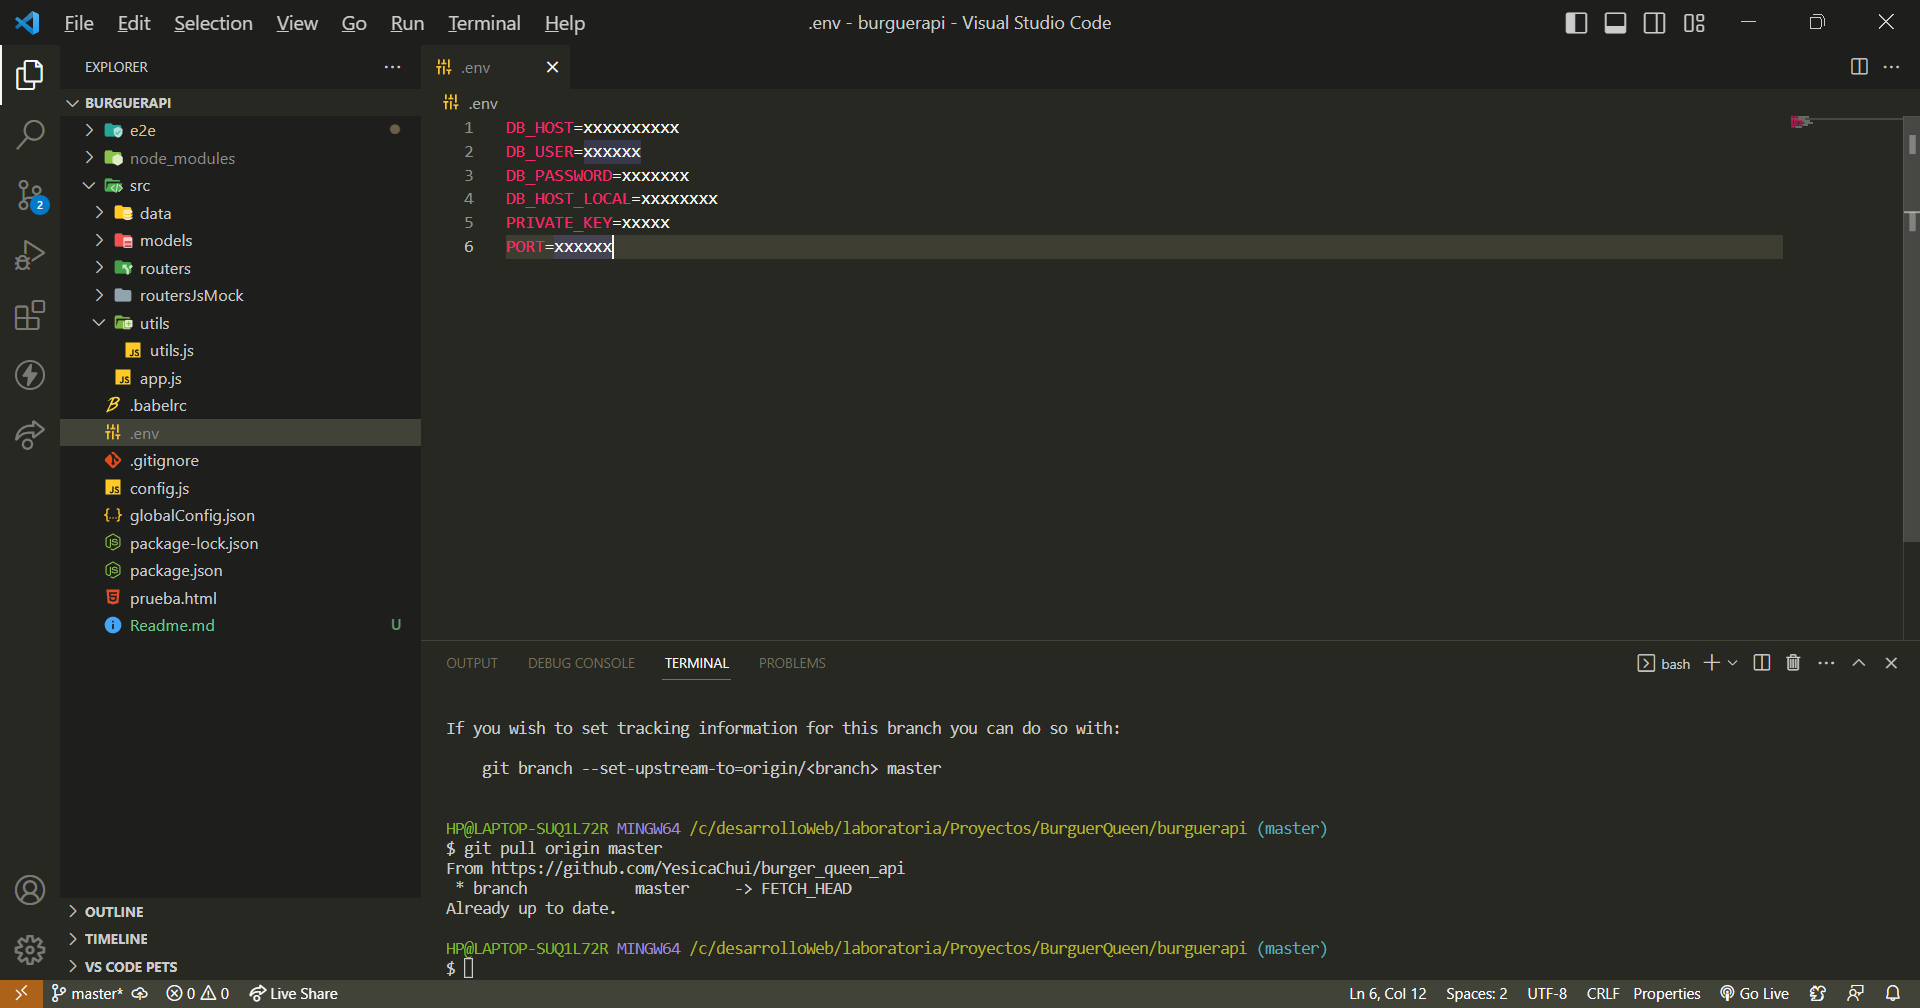 File Edit Selection View Go Run Terminal Help
.env - burguerapi - Visual Studio Code
EXPLORER
BURGUERAPI
e2e
node_modules
src
data
models
routers
routersJsMock
utils
JS utils.js
JS app.js
.babelrc
.env
.gitignore
JS config.js
{..} globalConfig.json
package-lock.json
package.json
prueba.html
Readme.md U
OUTLINE
TIMELINE
VS CODE PETS
2
.env
.env
1 DB_HOST=xxxxxxxxxx
2 DB_USER=xxxxxx
3 DB_PASSWORD=xxxxxxx
4 DB_HOST_LOCAL=xxxxxxxx
5 PRIVATE_KEY=xxxxx
6 PORT=xxxxxx
OUTPUT DEBUG CONSOLE TERMINAL PROBLEMS
bash
If you wish to set tracking information for this branch you can do so with:
git branch --set-upstream-to=origin/<branch> master
HP@LAPTOP-SUQ1L72R MINGW64 /c/desarrolloWeb/laboratoria/Proyectos/BurguerQueen/burguerapi (master)
$ git pull origin master
From https://github.com/YesicaChui/burger_queen_api
* branch master -> FETCH_HEAD
Already up to date.
HP@LAPTOP-SUQ1L72R MINGW64 /c/desarrolloWeb/laboratoria/Proyectos/BurguerQueen/burguerapi (master)
$
master* 0 0 Live Share
Ln 6, Col 12 Spaces: 2 UTF-8 CRLF Properties Go Live